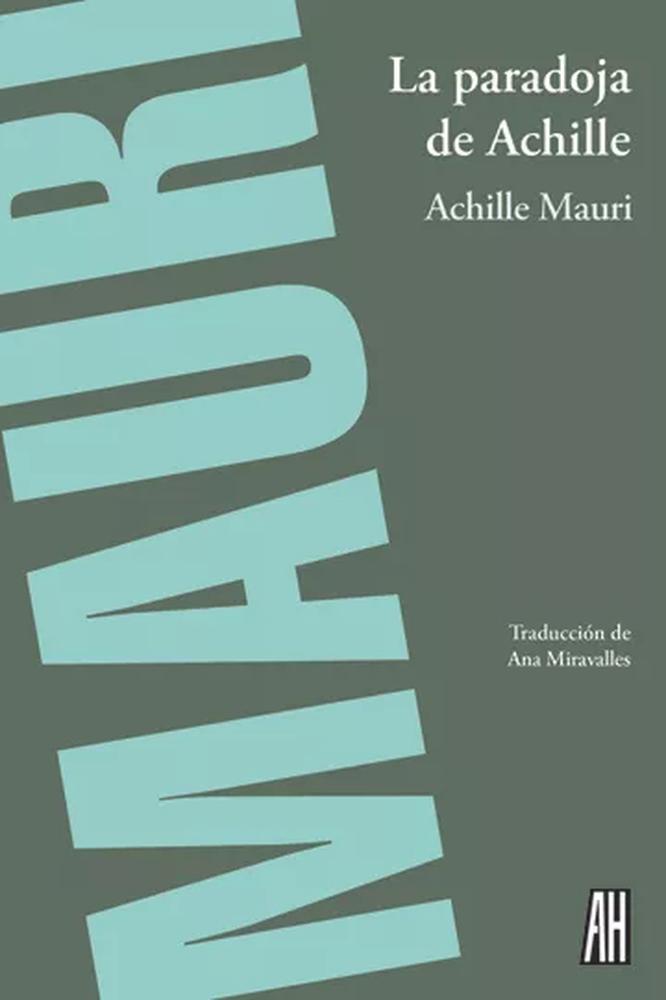 La paradoja
de Achille
Achille Mauri
MAURI
Traducción de
Ana Miravalles
AH